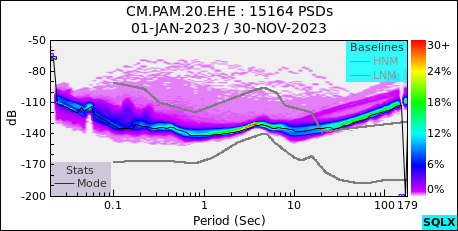 CM.PAM.20.EHE : 15164 PSDs
01-JAN-2023 / 30-NOV-2023
-50
-80
-110
-140
-170
-200
dB
Baselines
HNM
LNM
Stats
Mode
0.1
1
10
100
179
Period (Sec)
30+
24%
18%
12%
6%
0%
SQLX